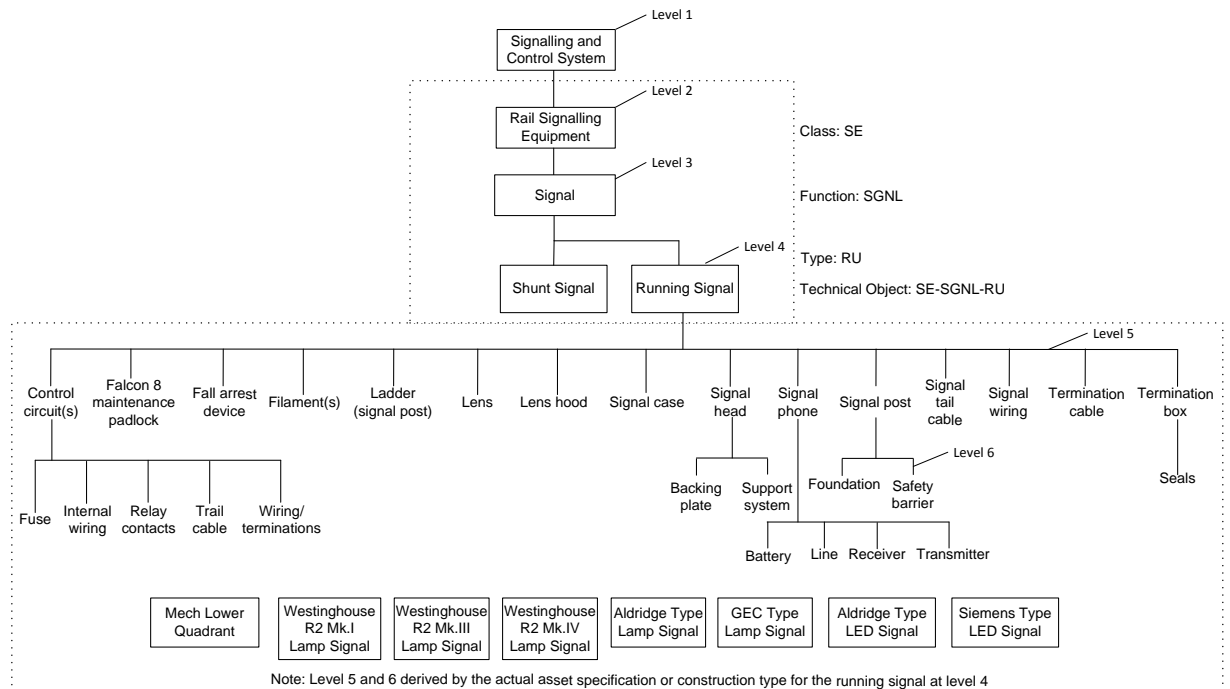 Level 1
Signalling and
Control System
Level 2
Rail Signalling
Equipment
Class: SE
Level 3
Signal
Function: SGNL
Level 4
Type: RU
Shunt Signal
Running Signal
Technical Object: SE-SGNL-RU
Level 5
Control
circuit(s)
Falcon 8
maintenance
padlock
Fall arrest
device
Filament(s)
Ladder
(signal post)
Lens
Lens hood
Signal case
Signal
head
Signal
phone
Signal post
Signal
tail
cable
Signal
wiring
Termination
cable
Termination
box
Level 6
Fuse
Internal
wiring
Relay
contacts
Trail
cable
Wiring/
terminations
Backing
plate
Support
system
Foundation
Safety
barrier
Seals
Battery
Line
Receiver
Transmitter
Mech Lower
Quadrant
Westinghouse
R2 Mk.I
Lamp Signal
Westinghouse
R2 Mk.III
Lamp Signal
Westinghouse
R2 Mk.IV
Lamp Signal
Aldridge Type
Lamp Signal
GEC Type
Lamp Signal
Aldridge Type
LED Signal
Siemens Type
LED Signal
Note: Level 5 and 6 derived by the actual asset specification or construction type for the running signal at level 4